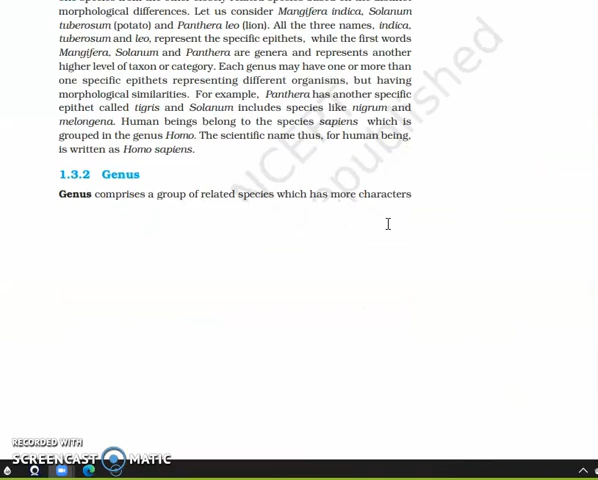 morphological differences. Let us consider Mangifera indica, Solanum
tuberosum (potato) and Panthera leo (lion). All the three names, indica,
tuberosum and leo, represent the specific epithets, while the first words
Mangifera, Solanum and Panthera are genera and represents another
higher level of taxon or category. Each genus may have one or more than
one specific epithets representing different organisms, but having
morphological similarities. For example, Panthera has another specific
epithet called tigris and Solanum includes species like nigrum and
melongena. Human beings belong to the species sapiens which is
grouped in the genus Homo. The scientific name thus, for human being,
is written as Homo sapiens.
1.3.2 Genus
Genus comprises a group of related species which has more characters
NCERT
republished
RECORDED WITH
SCREENCAST MATIC